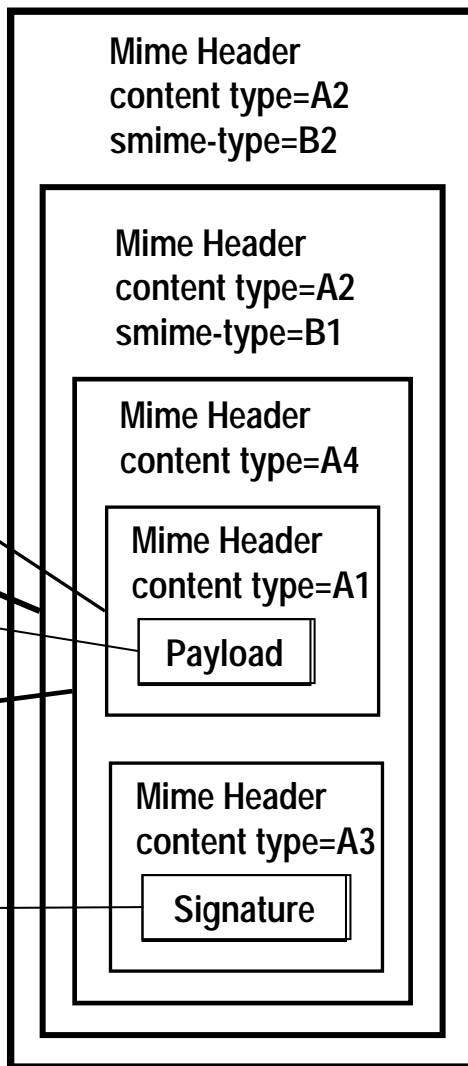 Mime Header
content type=A2
smime-type=B2
Mime Header
content type=A2
smime-type=B1
Mime Header
content type=A4
Mime Header
content type=A1
Payload
Mime Header
content type=A3
Signature